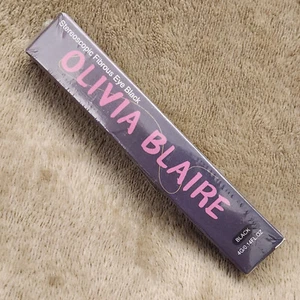 Stereoscopic Fibrous Eye Black
OLIVIA BLAIRE
BLACK